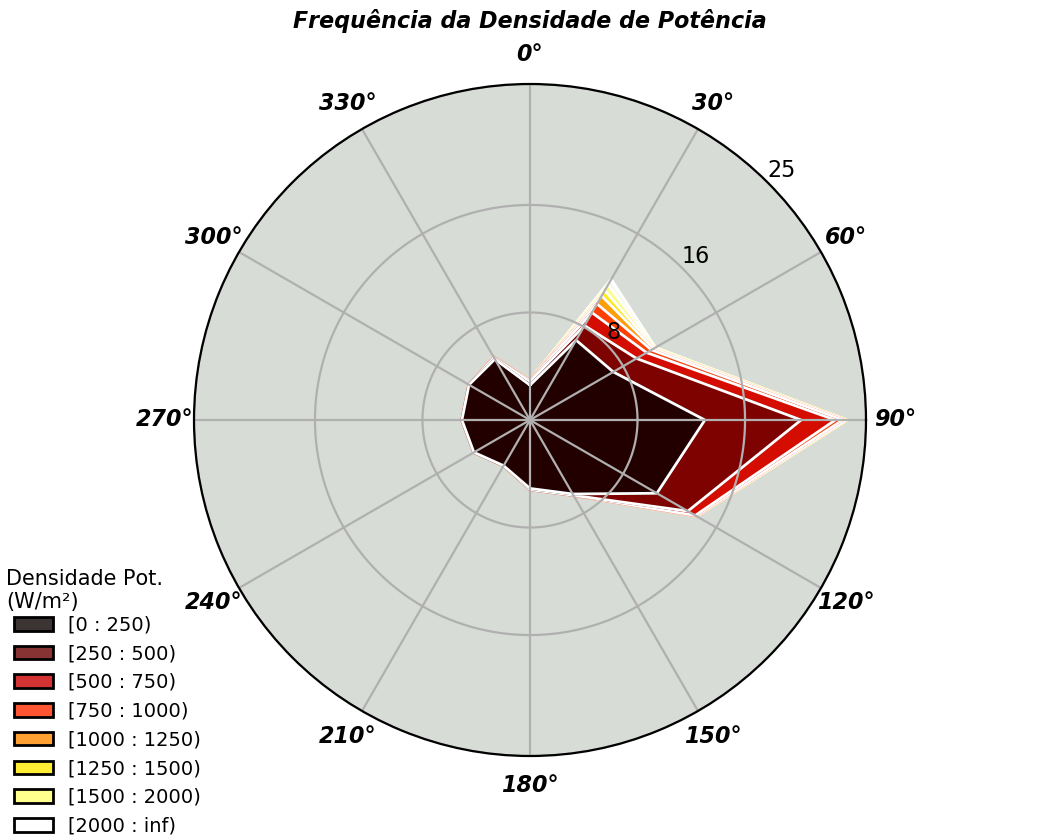 Frequência da Densidade de Potência
0°
330°
30°
25
300°
60°
16
8
270°
90°
240°
120°
210°
150°
180°
Densidade Pot.
(W/m²)
[0 : 250)
[250 : 500)
[500 : 750)
[750 : 1000)
[1000 : 1250)
[1250 : 1500)
[1500 : 2000)
[2000 : inf)